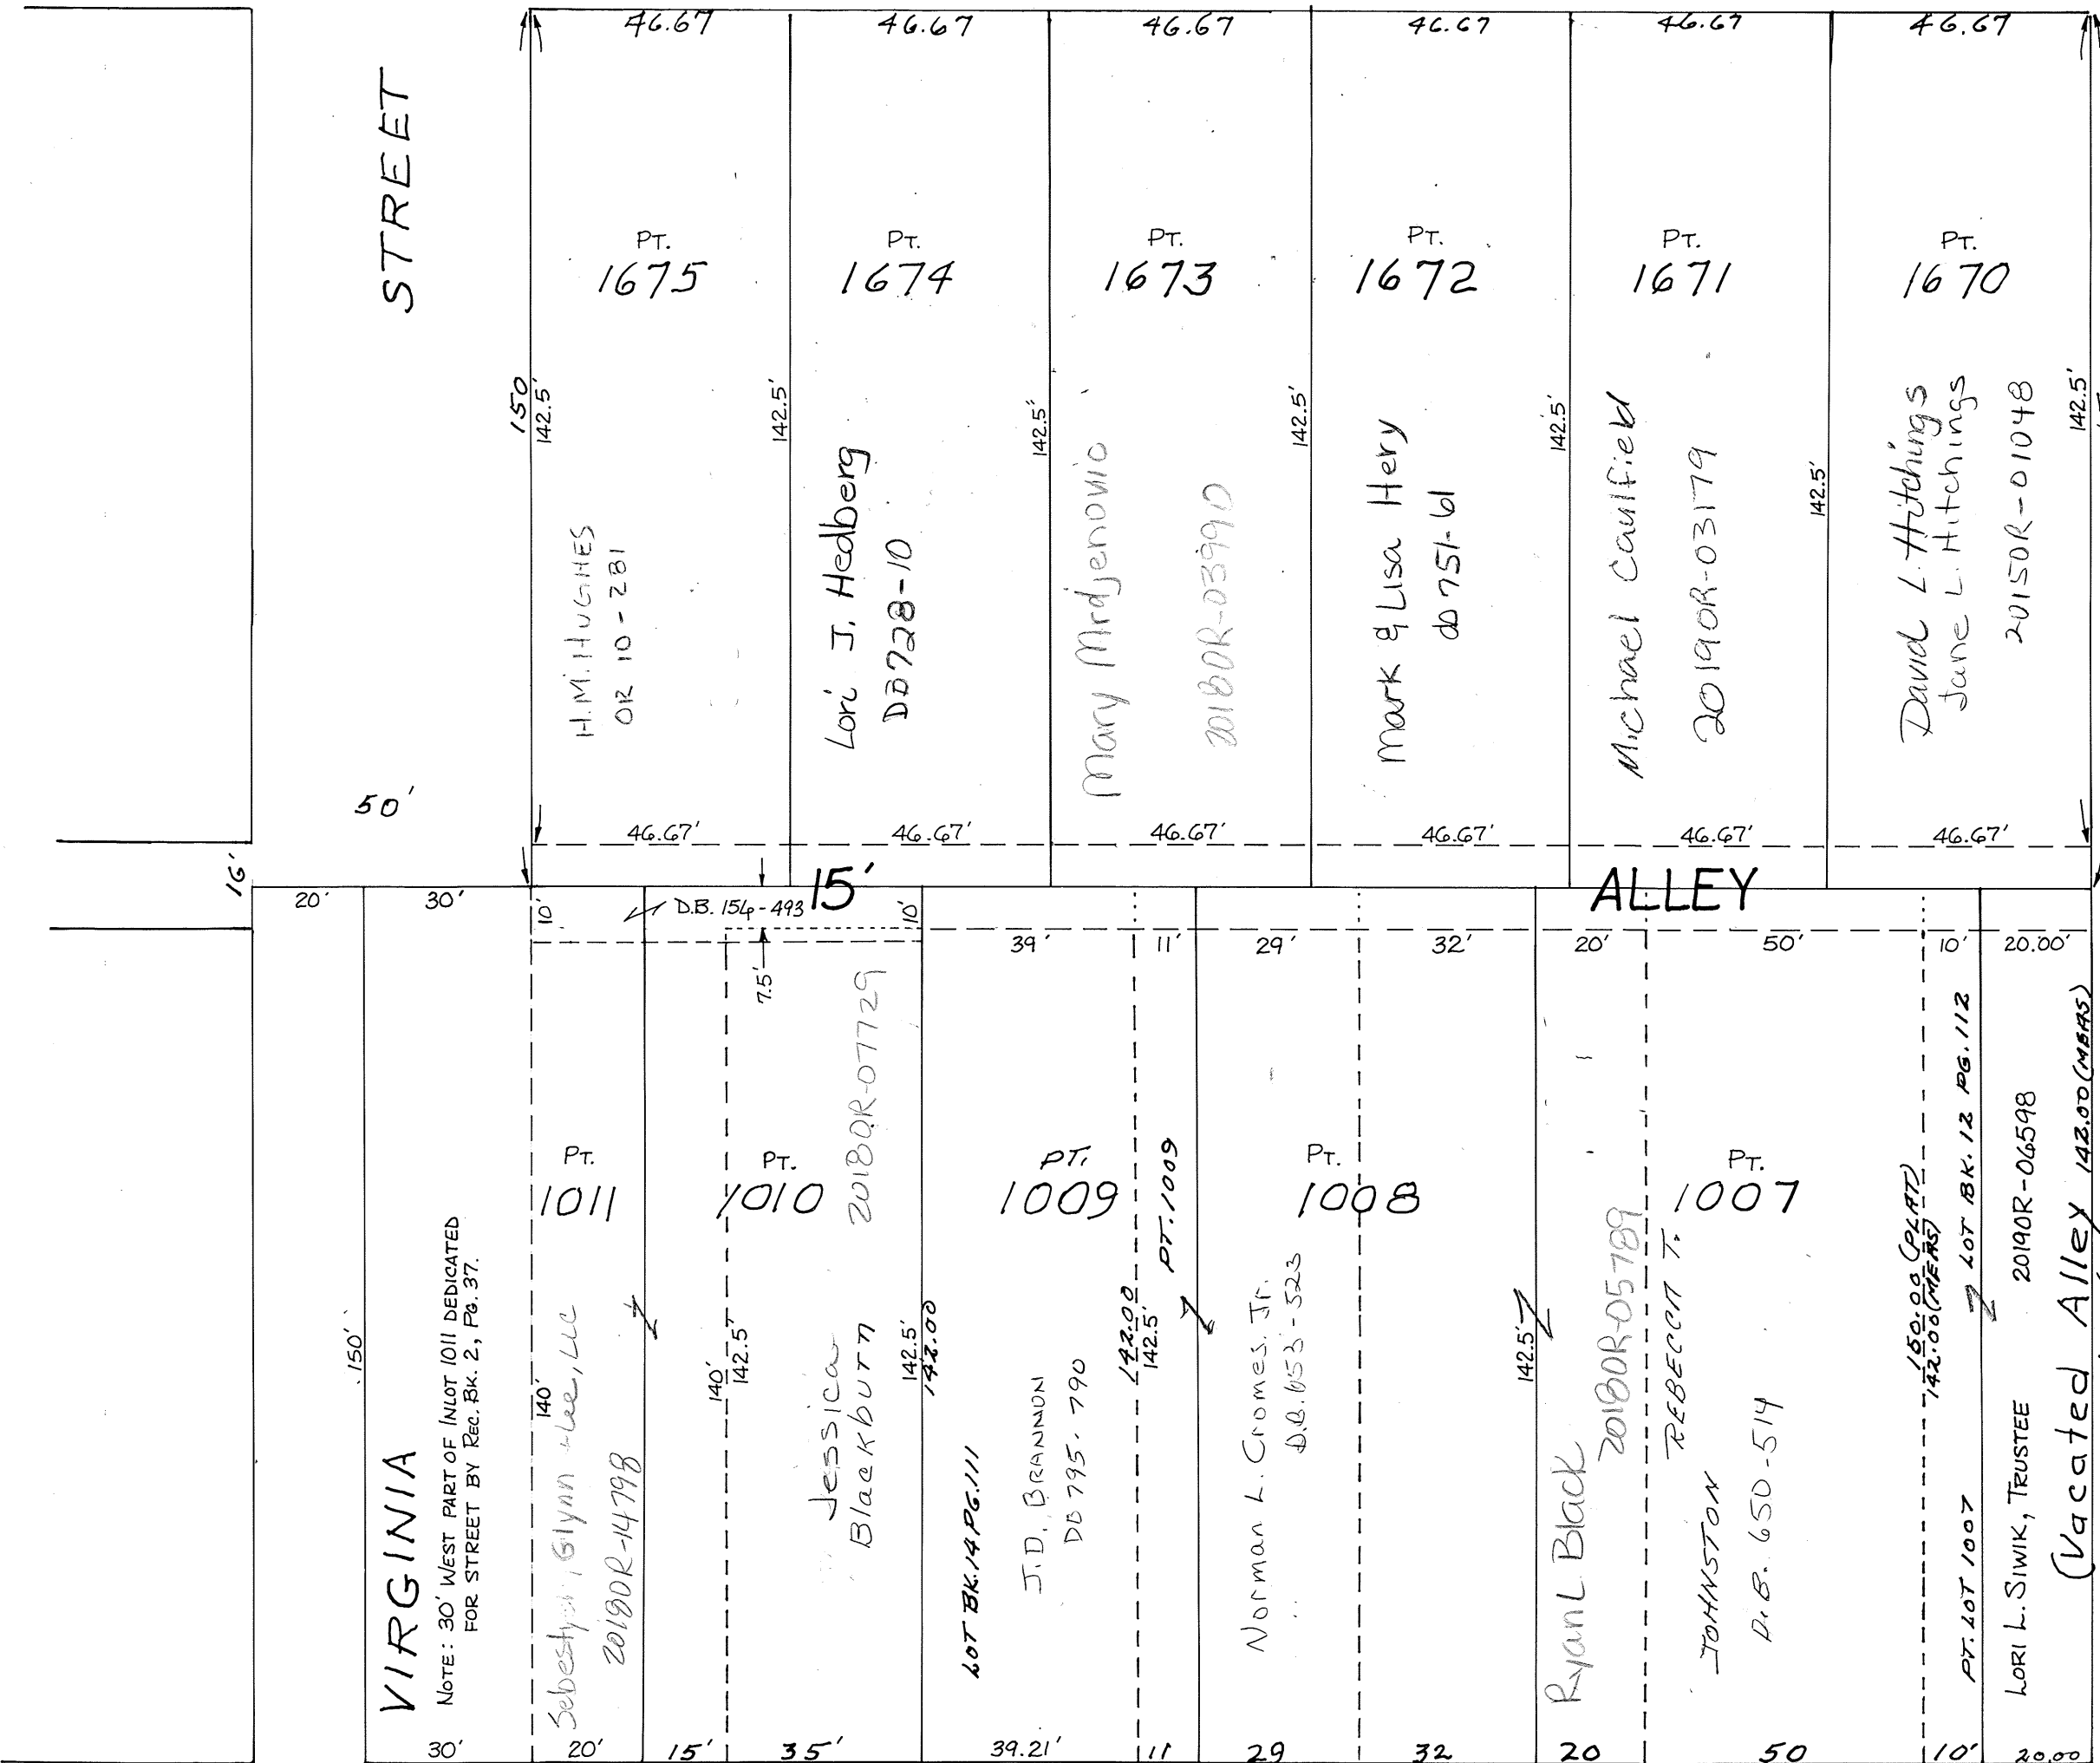 46.67 46.67 46.67 46.67 46.67 46.67
STREET
PT. PT. PT. PT. PT. PT.
1675 1674 1673 1672 1671 1670
150
142.5' 142.5' 142.5' 142.5' 142.5' 142.5' 142.5'
H.M. HUGHES
OR 10-281
Lori J. Hedberg
DB728-10
Mary Mrdjenovic
2018OR-03990
Mark & Lisa Hery
db 751-61
Michael Caulfield
2019OR-03179
David L. Hitchings
Jane L. Hitchings
2015OR-01048
50'
46.67' 46.67' 46.67' 46.67' 46.67' 46.67'
16'
15' ALLEY
20' 30' 10' D.B. 154-493 10'
7.5'
39' 11' 29' 32' 20' 50' 10' 20.00'
VIRGINIA
NOTE: 30' WEST PART OF INLOT 1011 DEDICATED
FOR STREET BY REC. BK. 2, PG. 37.
150'
PT.
1011
140'
Glynn + Lee, LLC
2018OR-14798
PT.
1010
140'
142.5'
Jessica
Blackburn
2018OR-07729
142.5'
142.00
PT.
1009
LOT BK.14 PG.111
J.D. BRANNON
DB 795-790
142.00
142.5'
PT. 1009
PT.
1008
Norman L. Cromes. Jr.
D.B. 653-523
142.5'
Ryan L Black
2018OR-05789
PT.
1007
REBECCA T.
JOHNSTON
D.B. 650-514
150.00 (PLAT)
142.00 (MEAS)
PT. LOT 1007
LOT BK. 12 PG. 112
LORI L. SIWIK, TRUSTEE 2019OR-06598
(Vacated Alley 142.00 (MEAS)
30' 20' 15' 35' 39.21' 11 29 32 20 50 10' 20.00